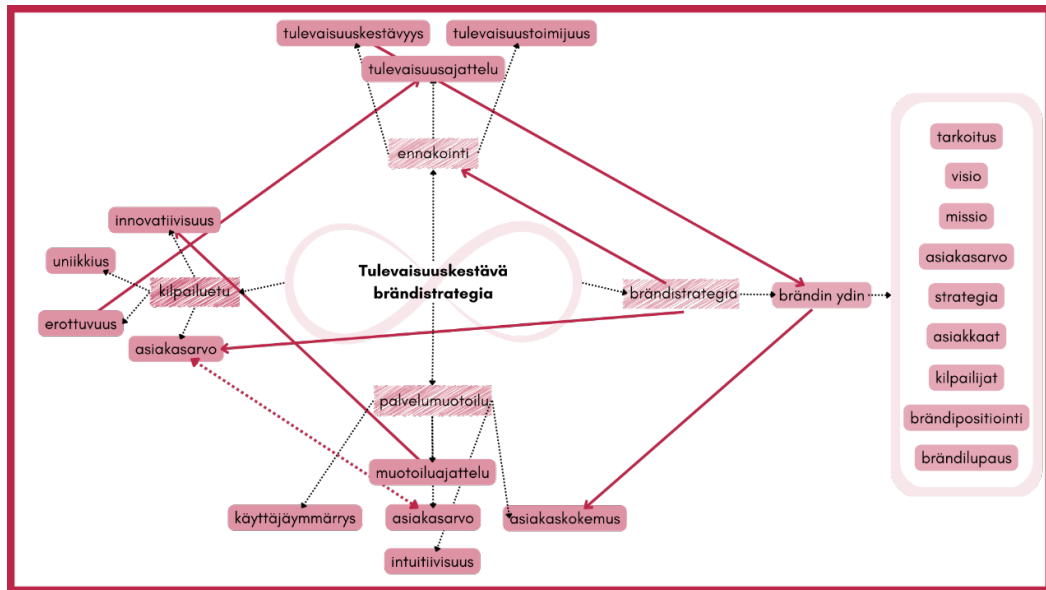 tulevaisuuskestävyys
tulevaisuustoimijuus
tulevaisuusajattelu
ennakointi
innovatiivisuus
uniikkius
kilpailuetu
erottuvuus
asiakasarvo
Tulevaisuuskestävä
brändistrategia
brändistrategia
brändin ydin
palvelumuotoilu
muotoiluajattelu
käyttäjäymmärrys
asiakasarvo
asiakaskokemus
intuitiivisuus
tarkoitus
visio
missio
asiakasarvo
strategia
asiakkaat
kilpailijat
brändipositiointi
brändilupaus